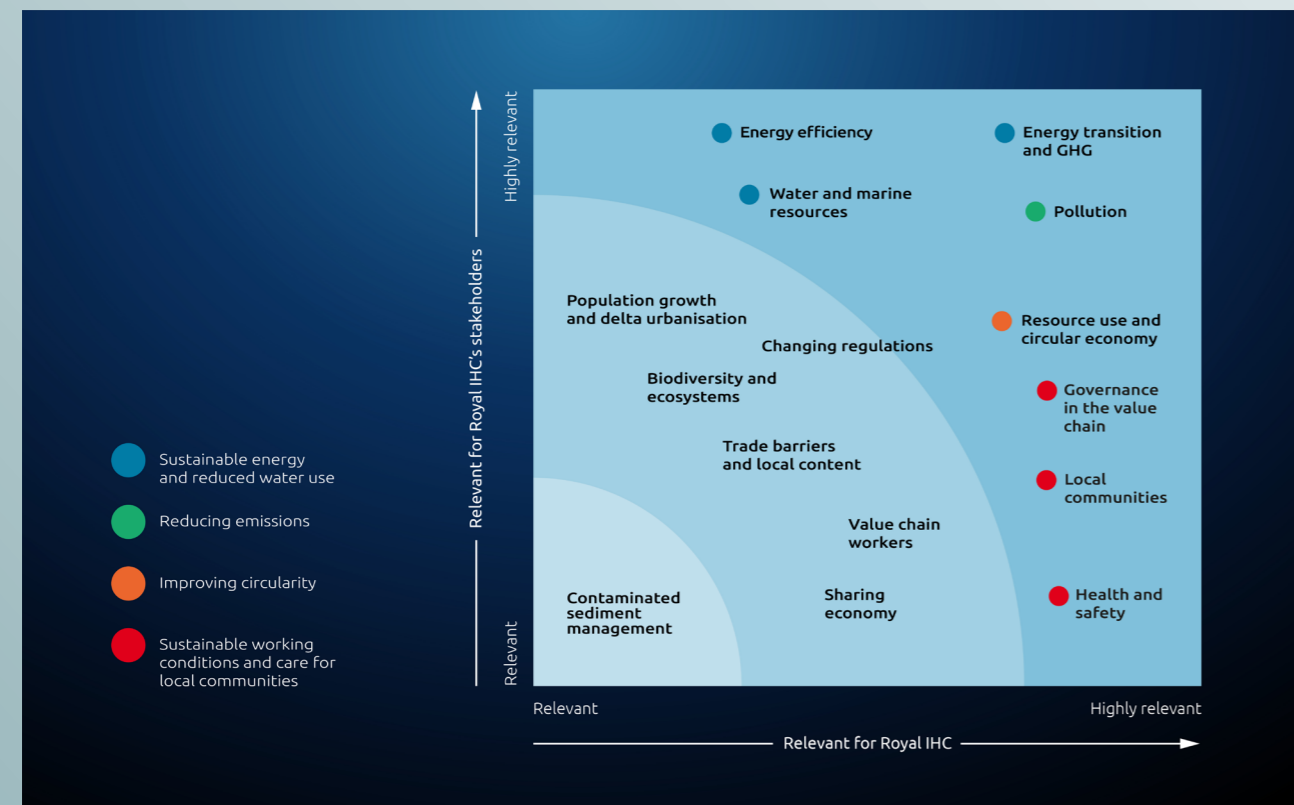 Highly relevant
Relevant for Royal IHC's stakeholders
Relevant
Energy efficiency
Energy transition
and GHG
Water and marine
resources
Pollution
Population growth
and delta urbanisation
Resource use and
circular economy
Changing regulations
Biodiversity and
ecosystems
Governance
in the value
chain
Trade barriers
and local content
Local
communities
Value chain
workers
Contaminated
sediment
management
Sharing
economy
Health and
safety
Relevant
Highly relevant
Relevant for Royal IHC
Sustainable energy
and reduced water use
Reducing emissions
Improving circularity
Sustainable working
conditions and care for
local communities